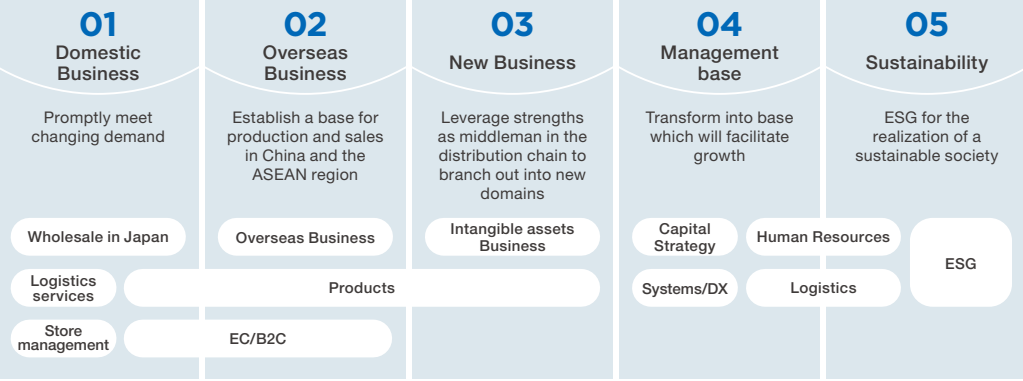 01
Domestic
Business
Promptly meet
changing demand
02
Overseas
Business
Establish a base for
production and sales
in China and the
ASEAN region
03
New Business
Leverage strengths
as middleman in the
distribution chain to
branch out into new
domains
04
Management
base
Transform into base
which will facilitate
growth
05
Sustainability
ESG for the
realization of a
sustainable society
Wholesale in Japan
Overseas Business
Intangible assets
Business
Capital
Strategy
Human Resources
ESG
Logistics
services
Products
Systems/DX
Logistics
Store
management
EC/B2C